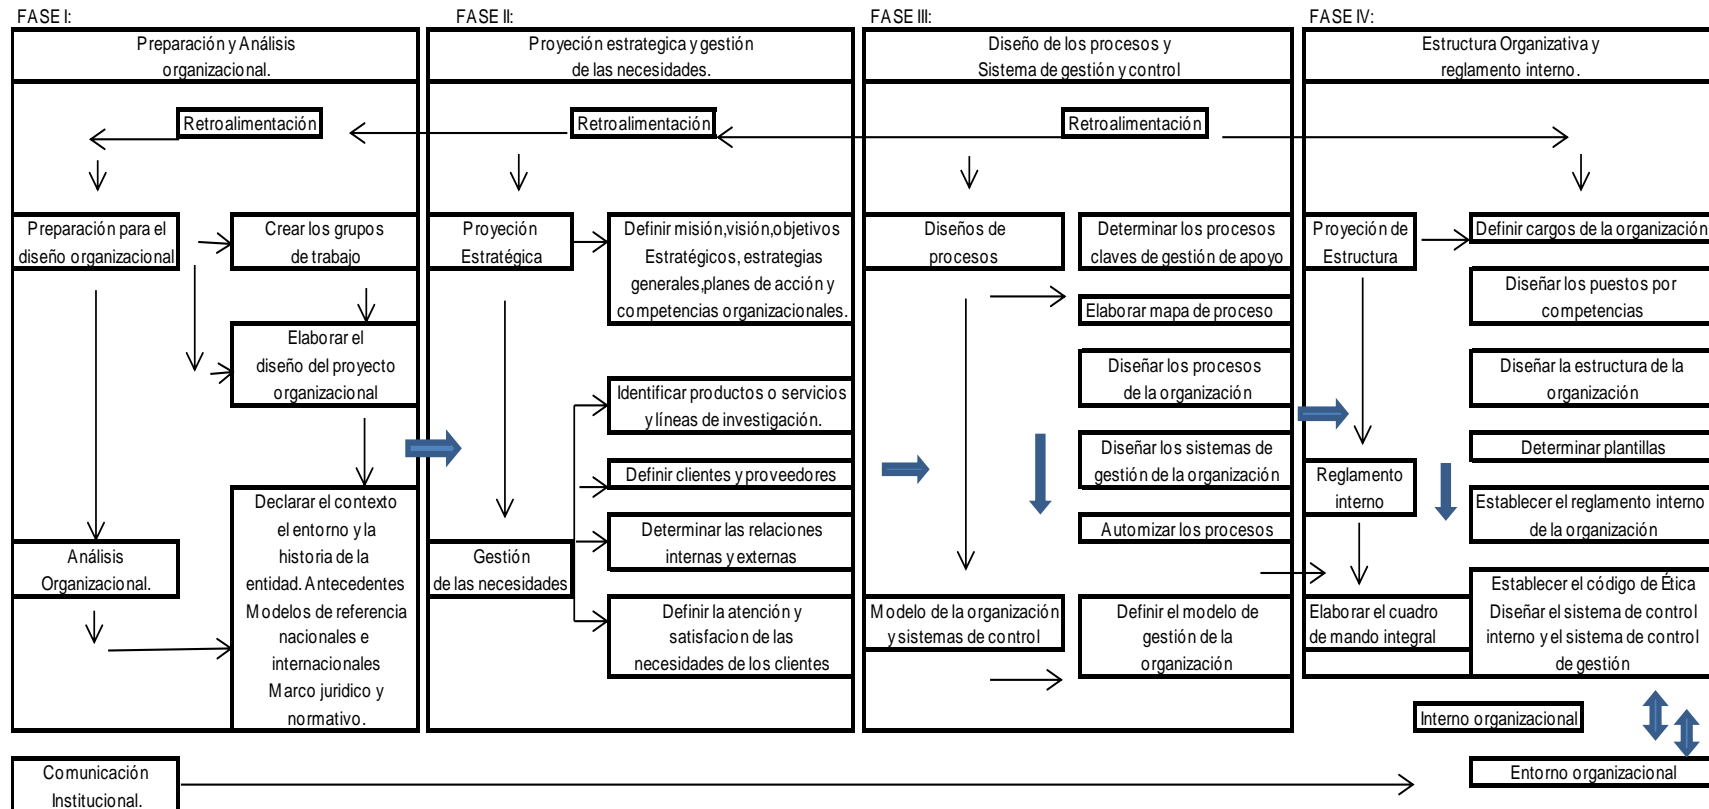 FASE I:
Preparación y Análisis
organizacional.
Retroalimentación
Preparación para el
diseño organizacional
Crear los grupos
de trabajo
Elaborar el
diseño del proyecto
organizacional
Análisis
Organizacional.
Declarar el contexto
el entorno y la
historia de la
entidad. Antecedentes
Modelos de referencia
nacionales e
internacionales
Marco juridico y
normativo.
FASE II:
Proyeción estrategica y gestión
de las necesidades.
Retroalimentación
Proyeción
Estratégica
Definir misión,visión,objetivos
Estratégicos, estrategias
generales,planes de acción y
competencias organizacionales.
Identificar productos o servicios
y líneas de investigación.
Definir clientes y proveedores
Determinar las relaciones
internas y externas
Gestión
de las necesidades
Definir la atención y
satisfacion de las
necesidades de los clientes
FASE III:
Diseño de los procesos y
Sistema de gestión y control
Retroalimentación
Diseños de
procesos
Determinar los procesos
claves de gestión de apoyo
Elaborar mapa de proceso
Diseñar los procesos
de la organización
Diseñar los sistemas de
gestión de la organización
Automizar los procesos
Modelo de la organización
y sistemas de control
Definir el modelo de
gestión de la
organización
FASE IV:
Estructura Organizativa y
reglamento interno.
Proyeción de
Estructura
Definir cargos de la organización
Diseñar los puestos por
competencias
Diseñar la estructura de la
organización
Determinar plantillas
Reglamento
interno
Establecer el reglamento interno
de la organización
Elaborar el cuadro
de mando integral
Establecer el código de Ética
Diseñar el sistema de control
interno y el sistema de control
de gestión
Interno organizacional
Comunicación
Institucional.
Entorno organizacional